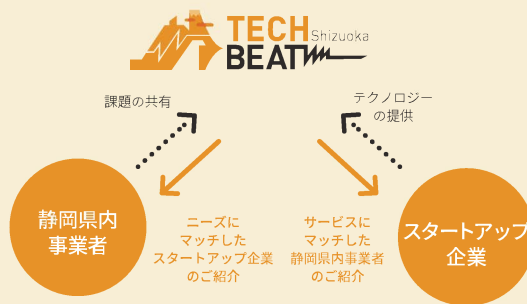 TECH
Shizuoka
BEAT
課題の共有
テクノロジー
の提供
静岡県内
事業者
ニーズに
マッチした
スタートアップ企業
のご紹介
サービスに
マッチした
静岡県内事業者
のご紹介
スタートアップ
企業